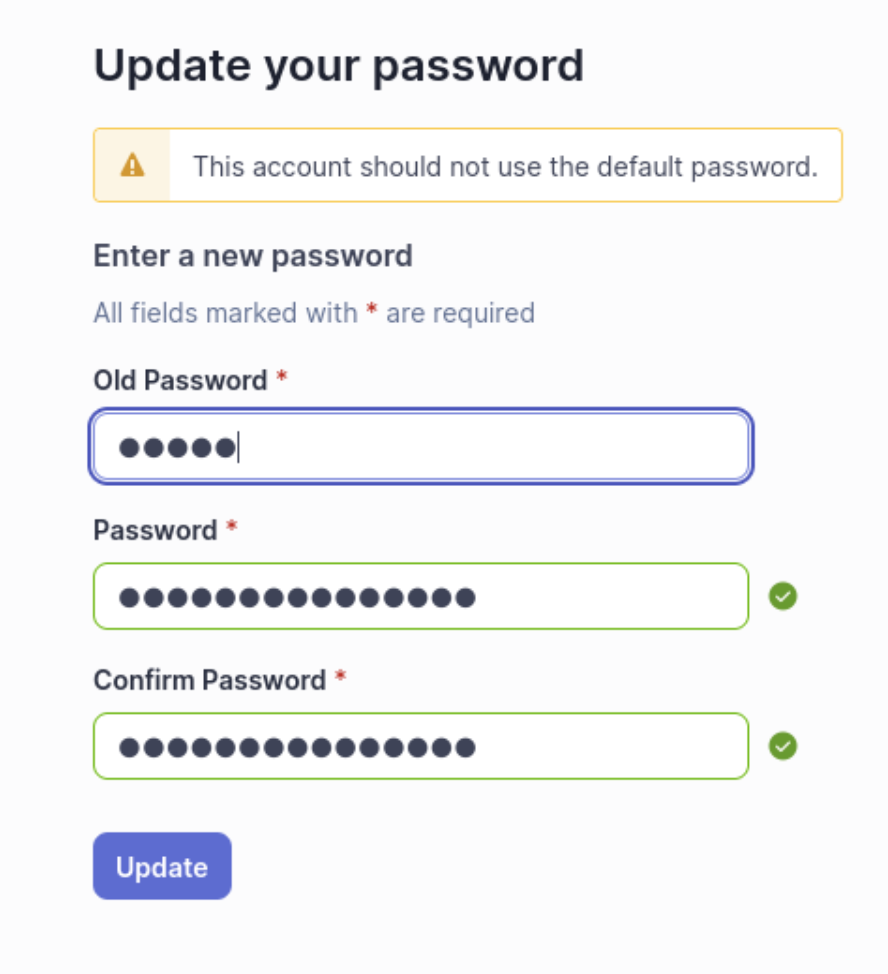 Update your password
This account should not use the default password.
Enter a new password
All fields marked with * are required
Old Password *
●●●●●
Password *
●●●●●●●●●●●●●●●
Confirm Password *
●●●●●●●●●●●●●●●
Update